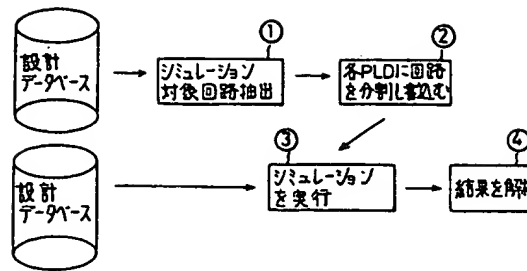 設計
データベース
①
シミュレーション
対後回路抽出
②
各PLDに回路
を分割し書込む
設計
データベース
③
シミュレーション
を実行
④
結果を解